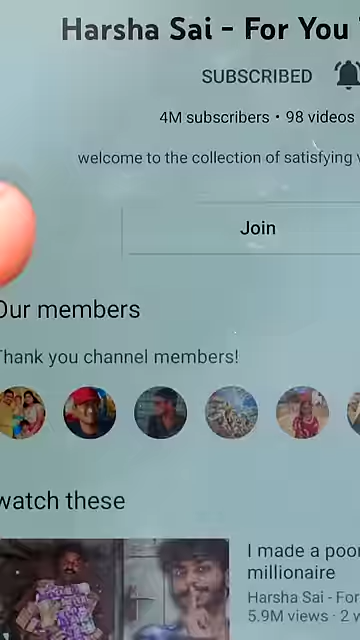 Harsha Sai - For You
SUBSCRIBED
4M subscribers • 98 videos
welcome to the collection of satisfying
Join
Our members
Thank you channel members!
watch these
I made a poor
millionaire
Harsha Sai - For
5.9M views · 2